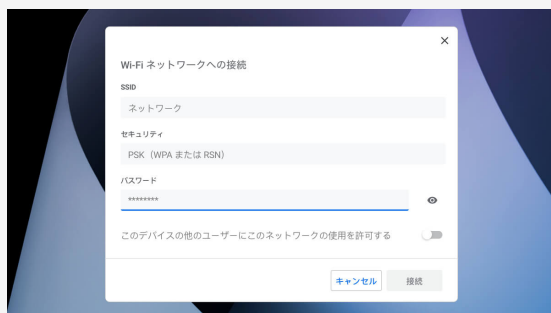 Wi-Fi ネットワークへの接続
SSID
ネットワーク
セキュリティ
PSK（WPA または RSN）
パスワード
********
このデバイスの他のユーザーにこのネットワークの使用を許可する
キャンセル 接続